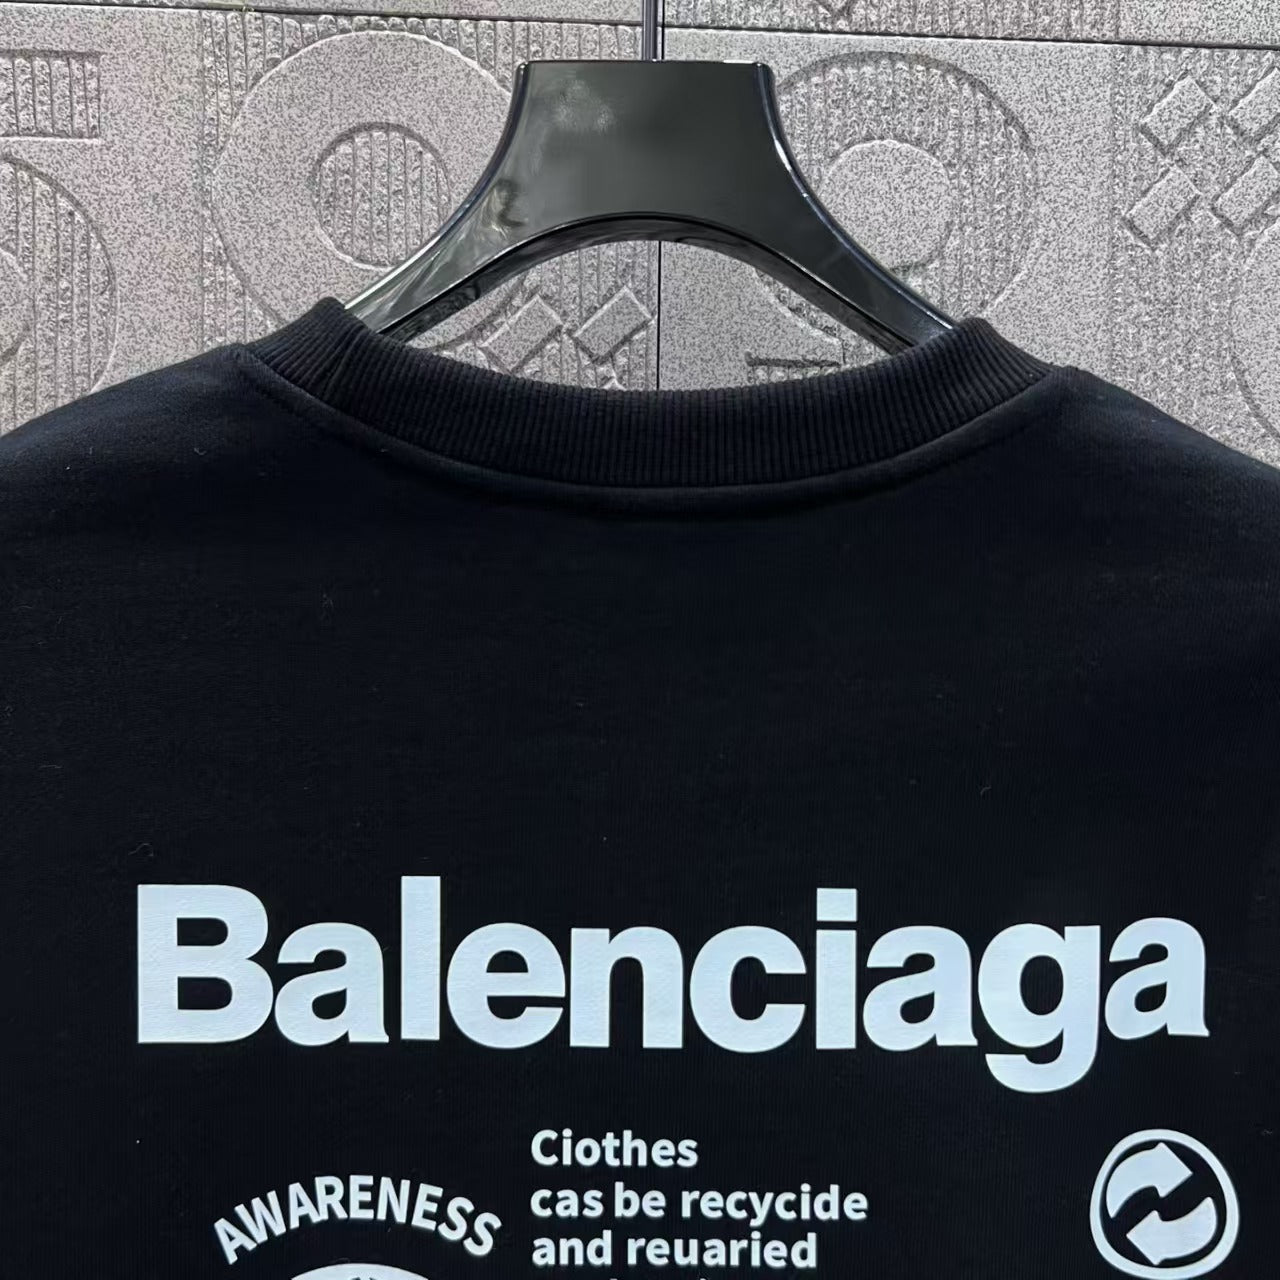 Balenciaga
AWARENESS
Ciothes
cas be recycide
and reuaried